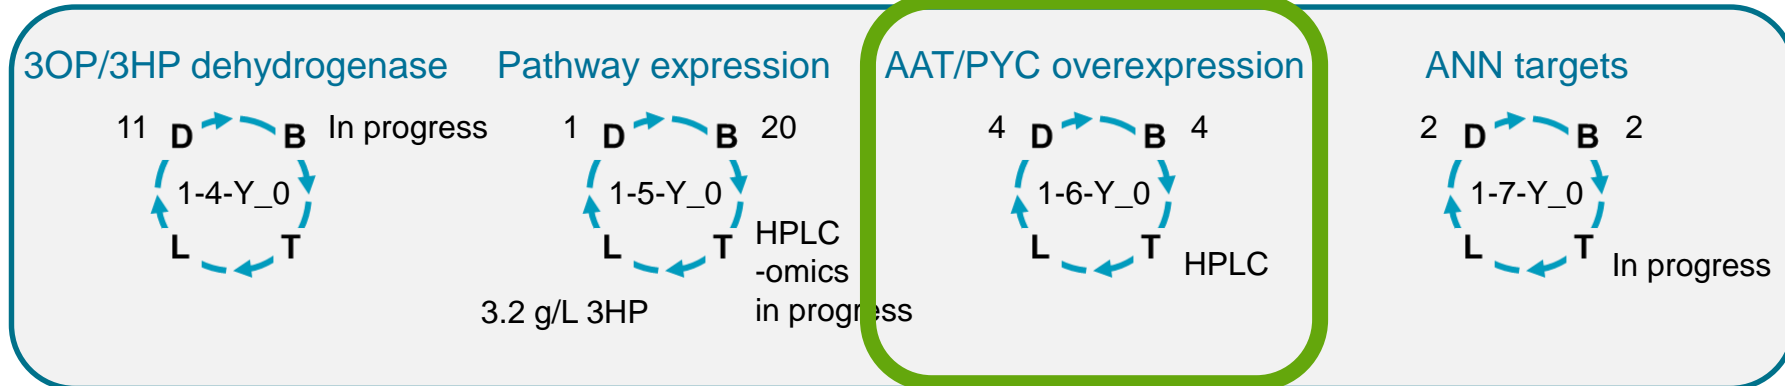 3OP/3HP dehydrogenase
11 D B In progress
1-4-Y_0
L T
Pathway expression
1 D B 20
1-5-Y_0
L T HPLC
-omics
in progress
3.2 g/L 3HP
AAT/PYC overexpression
4 D B 4
1-6-Y_0
L T HPLC
ANN targets
2 D B 2
1-7-Y_0
L T In progress